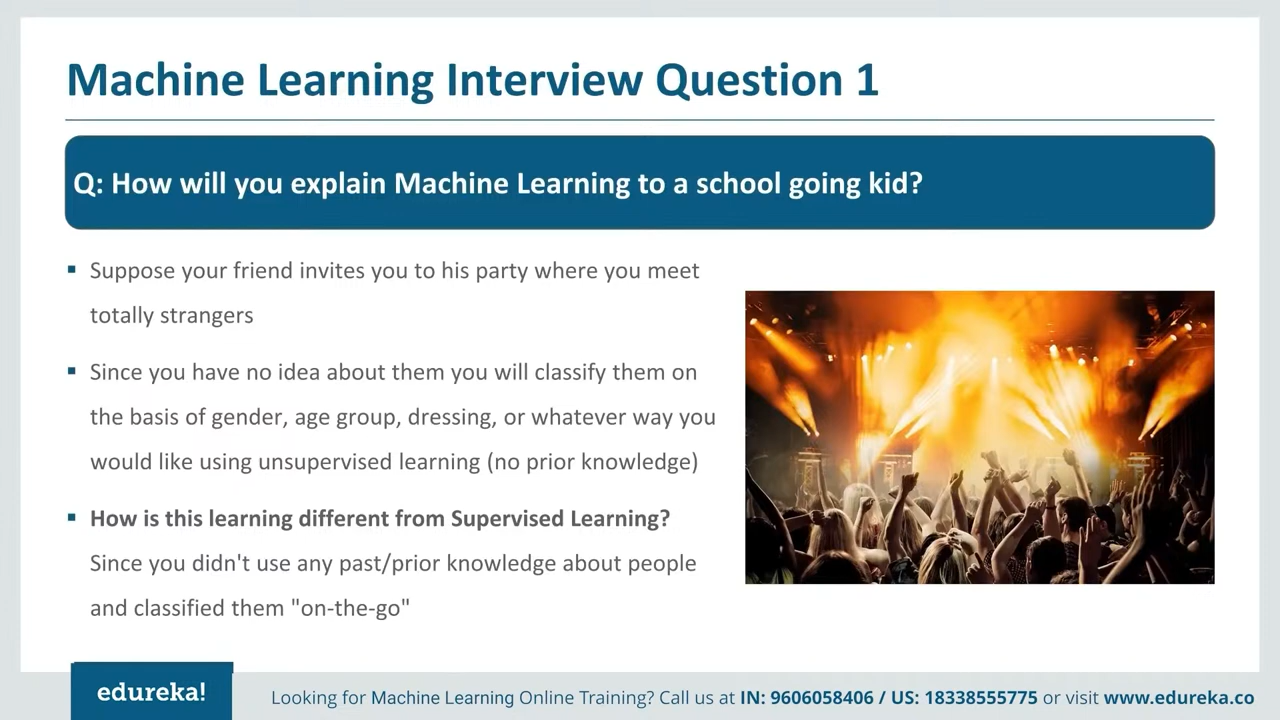 Machine Learning Interview Question 1
Q: How will you explain Machine Learning to a school going kid?
▪ Suppose your friend invites you to his party where you meet
totally strangers
▪ Since you have no idea about them you will classify them on
the basis of gender, age group, dressing, or whatever way you
would like using unsupervised learning (no prior knowledge)
▪ How is this learning different from Supervised Learning?
Since you didn't use any past/prior knowledge about people
and classified them "on-the-go"
edureka!
Looking for Machine Learning Online Training? Call us at IN: 9606058406 / US: 18338555775 or visit www.edureka.co